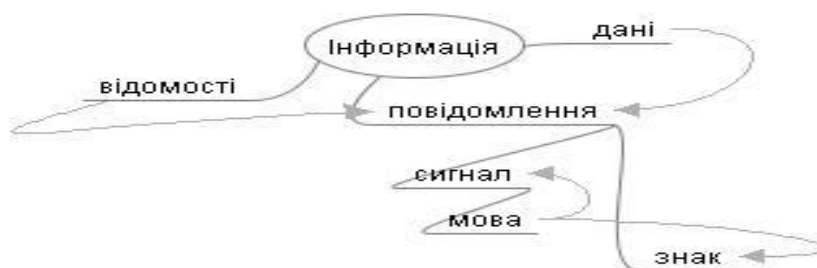 дані
Інформація
відомості
повідомлення
сигнал
мова
знак